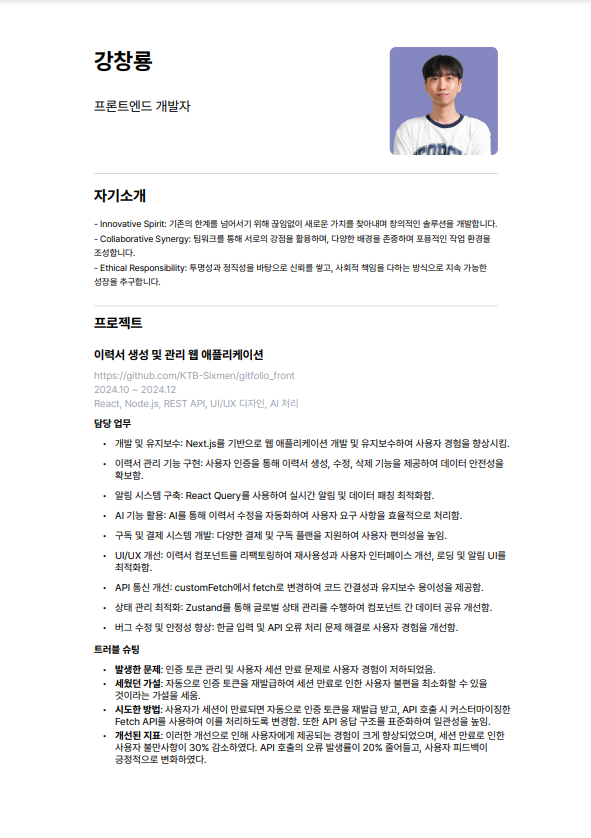 강창룡
프론트엔드 개발자
자기소개
- Innovative Spirit: 기존의 한계를 넘어서기 위해 끊임없이 새로운 가치를 찾아내며 창의적인 솔루션을 개발합니다.
- Collaborative Synergy: 팀워크를 통해 서로의 강점을 활용하며, 다양한 배경을 존중하며 포용적인 작업 환경을
조성합니다.
- Ethical Responsibility: 투명성과 정직성을 바탕으로 신뢰를 쌓고, 사회적 책임을 다하는 방식으로 지속 가능한
성장을 추구합니다.
프로젝트
이력서 생성 및 관리 웹 애플리케이션
https://github.com/KTB-Sixmen/gitfolio_front
2024.10 ~ 2024.12
React, Node.js, REST API, UI/UX 디자인, AI 처리
담당 업무
• 개발 및 유지보수: Next.js를 기반으로 웹 애플리케이션 개발 및 유지보수하여 사용자 경험을 향상시킴.
• 이력서 관리 기능 구현: 사용자 인증을 통해 이력서 생성, 수정, 삭제 기능을 제공하여 데이터 안전성을
확보함.
• 알림 시스템 구축: React Query를 사용하여 실시간 알림 및 데이터 패칭 최적화함.
• AI 기능 활용: AI를 통해 이력서 수정을 자동화하여 사용자 요구 사항을 효율적으로 처리함.
• 구독 및 결제 시스템 개발: 다양한 결제 및 구독 플랜을 지원하여 사용자 편의성을 높임.
• UI/UX 개선: 이력서 컴포넌트를 리팩토링하여 재사용성과 사용자 인터페이스 개선, 로딩 및 알림 UI를
최적화함.
• API 통신 개선: customFetch에서 fetch로 변경하여 코드 간결성과 유지보수 용이성을 제공함.
• 상태 관리 최적화: Zustand를 통해 글로벌 상태 관리를 수행하여 컴포넌트 간 데이터 공유 개선함.
• 버그 수정 및 안정성 향상: 한글 입력 및 API 오류 처리 문제 해결로 사용자 경험을 개선함.
트러블 슈팅
• 발생한 문제: 인증 토큰 관리 및 사용자 세션 만료 문제로 사용자 경험이 저하되었음.
• 세웠던 가설: 자동으로 인증 토큰을 재발급하여 세션 만료로 인한 사용자 불편을 최소화할 수 있을
것이라는 가설을 세움.
• 시도한 방법: 사용자가 세션이 만료되면 자동으로 인증 토큰을 재발급 받고, API 호출 시 커스터마이징한
Fetch API를 사용하여 이를 처리하도록 변경함. 또한 API 응답 구조를 표준화하여 일관성을 높임.
• 개선된 지표: 이러한 개선으로 인해 사용자에게 제공되는 경험이 크게 향상되었으며, 세션 만료로 인한
사용자 불만사항이 30% 감소하였다. API 호출의 오류 발생률이 20% 줄어들고, 사용자 피드백이
긍정적으로 변화하였다.